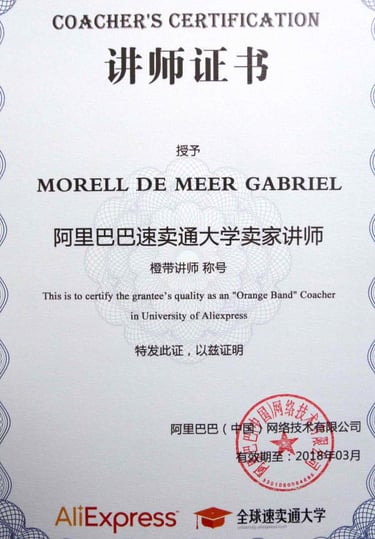 COACHER'S CERTIFICATION
讲师证书
授予
MORELL DE MEER GABRIEL
阿里巴巴速卖通大学卖家讲师
橙带讲师 称号
This is to certify the grantee's quality as an "Orange Band" Coacher
in University of Aliexpress
特发此证，以兹证明
阿里巴巴（中国）网络技术有限公司
有效期至：2018年03月
AliExpress™
全球速卖通大学